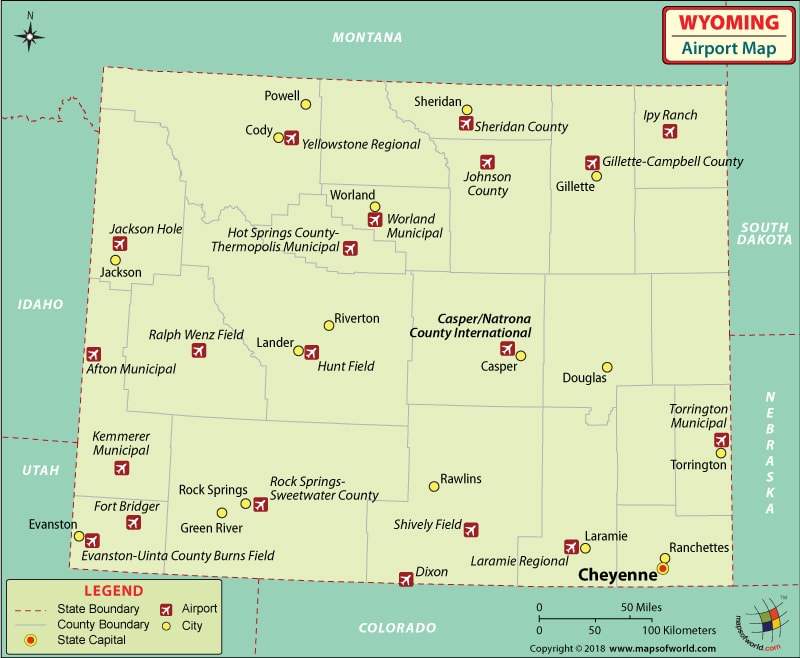 N
MONTANA
WYOMING
Airport Map
Powell
Sheridan
Ipy Ranch
Cody
Yellowstone Regional
Sheridan County
Johnson
County
Gillette-Campbell County
Gillette
Worland
Worland
Municipal
Hot Springs County-
Thermopolis Municipal
Jackson Hole
Jackson
SOUTH
DAKOTA
IDAHO
Riverton
Casper/Natrona
County International
Ralph Wenz Field
Lander
Hunt Field
Casper
Afton Municipal
Douglas
NEBRASKA
Torrington
Municipal
Torrington
Kemmerer
Municipal
UTAH
Rock Springs
Rock Springs-
Sweetwater County
Green River
Rawlins
Fort Bridger
Shively Field
Evanston
Evanston-Uinta County Burns Field
Laramie
Laramie Regional
Ranchettes
Cheyenne
Dixon
LEGEND
State Boundary
Airport
County Boundary
City
State Capital
COLORADO
0 50 Miles
0 50 100 Kilometers
Copyright © 2018 www.mapsofworld.com
mapsofworld.com
TM